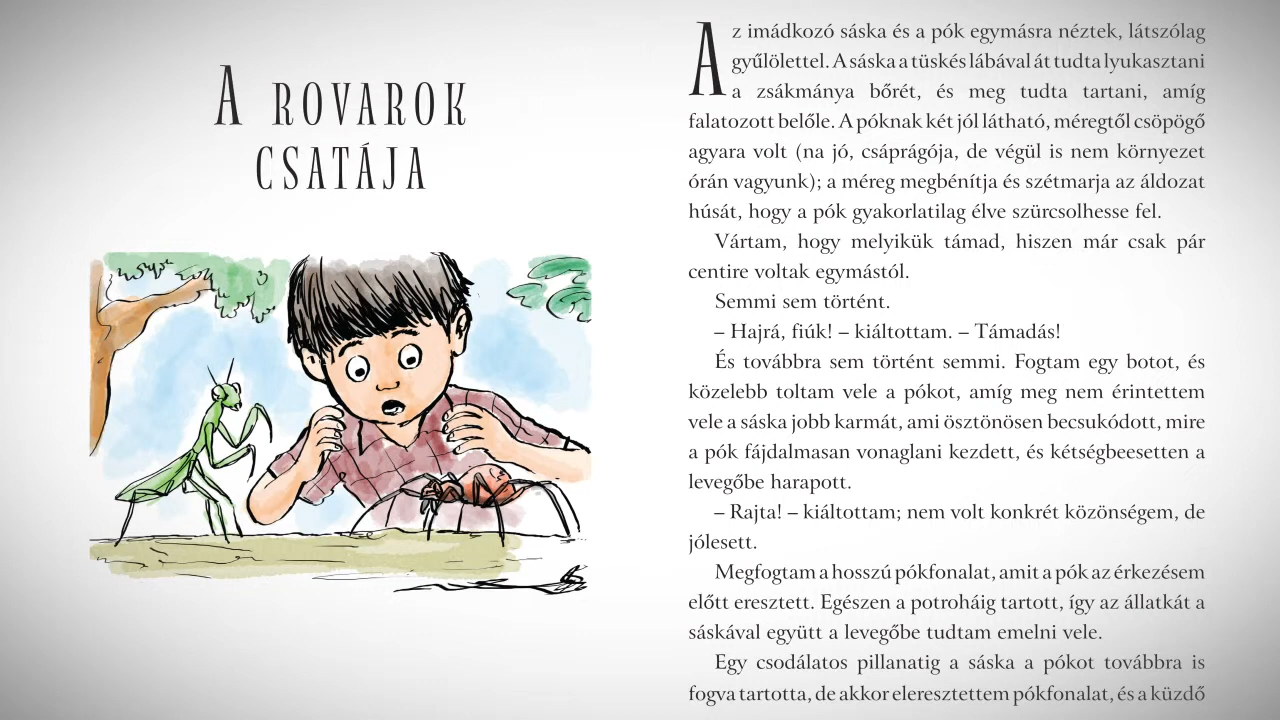 A ROVAROK
CSATÁJA
Az imádkozó sáska és a pók egymásra néztek, látszólag
gyűlölettel. A sáska a tüskés lábával át tudta lyukasztani
a zsákmánya bőrét, és meg tudta tartani, amíg
falatozott belőle. A póknak két jól látható, méregtől csöpögő
agyara volt (na jó, csáprágója, de végül is nem környezet
órán vagyunk); a méreg megbénítja és szétmarja az áldozat
húsát, hogy a pók gyakorlatilag élve szürcsolhesse fel.
Vártam, hogy melyikük támad, hiszen már csak pár
centire voltak egymástól.
Semmi sem történt.
– Hajrá, fiúk! – kiáltottam. – Támadás!
És továbbra sem történt semmi. Fogtam egy botot, és
közelebb toltam vele a pókot, amíg meg nem érintettem
vele a sáska jobb karmát, ami ösztönösen becsukódott, mire
a pók fájdalmasan vonaglani kezdett, és kétségbeesetten a
levegőbe harapott.
– Rajta! – kiáltottam; nem volt konkrét közönségem, de
jólesett.
Megfogtam a hosszú pókfonalat, amit a pók az érkezésem
előtt eresztett. Egészen a potroháig tartott, így az állatkát a
sáskával együtt a levegőbe tudtam emelni vele.
Egy csodálatos pillanatig a sáska a pókot továbbra is
fogva tartotta, de akkor eleresztettem pókfonalat, és a küzdő